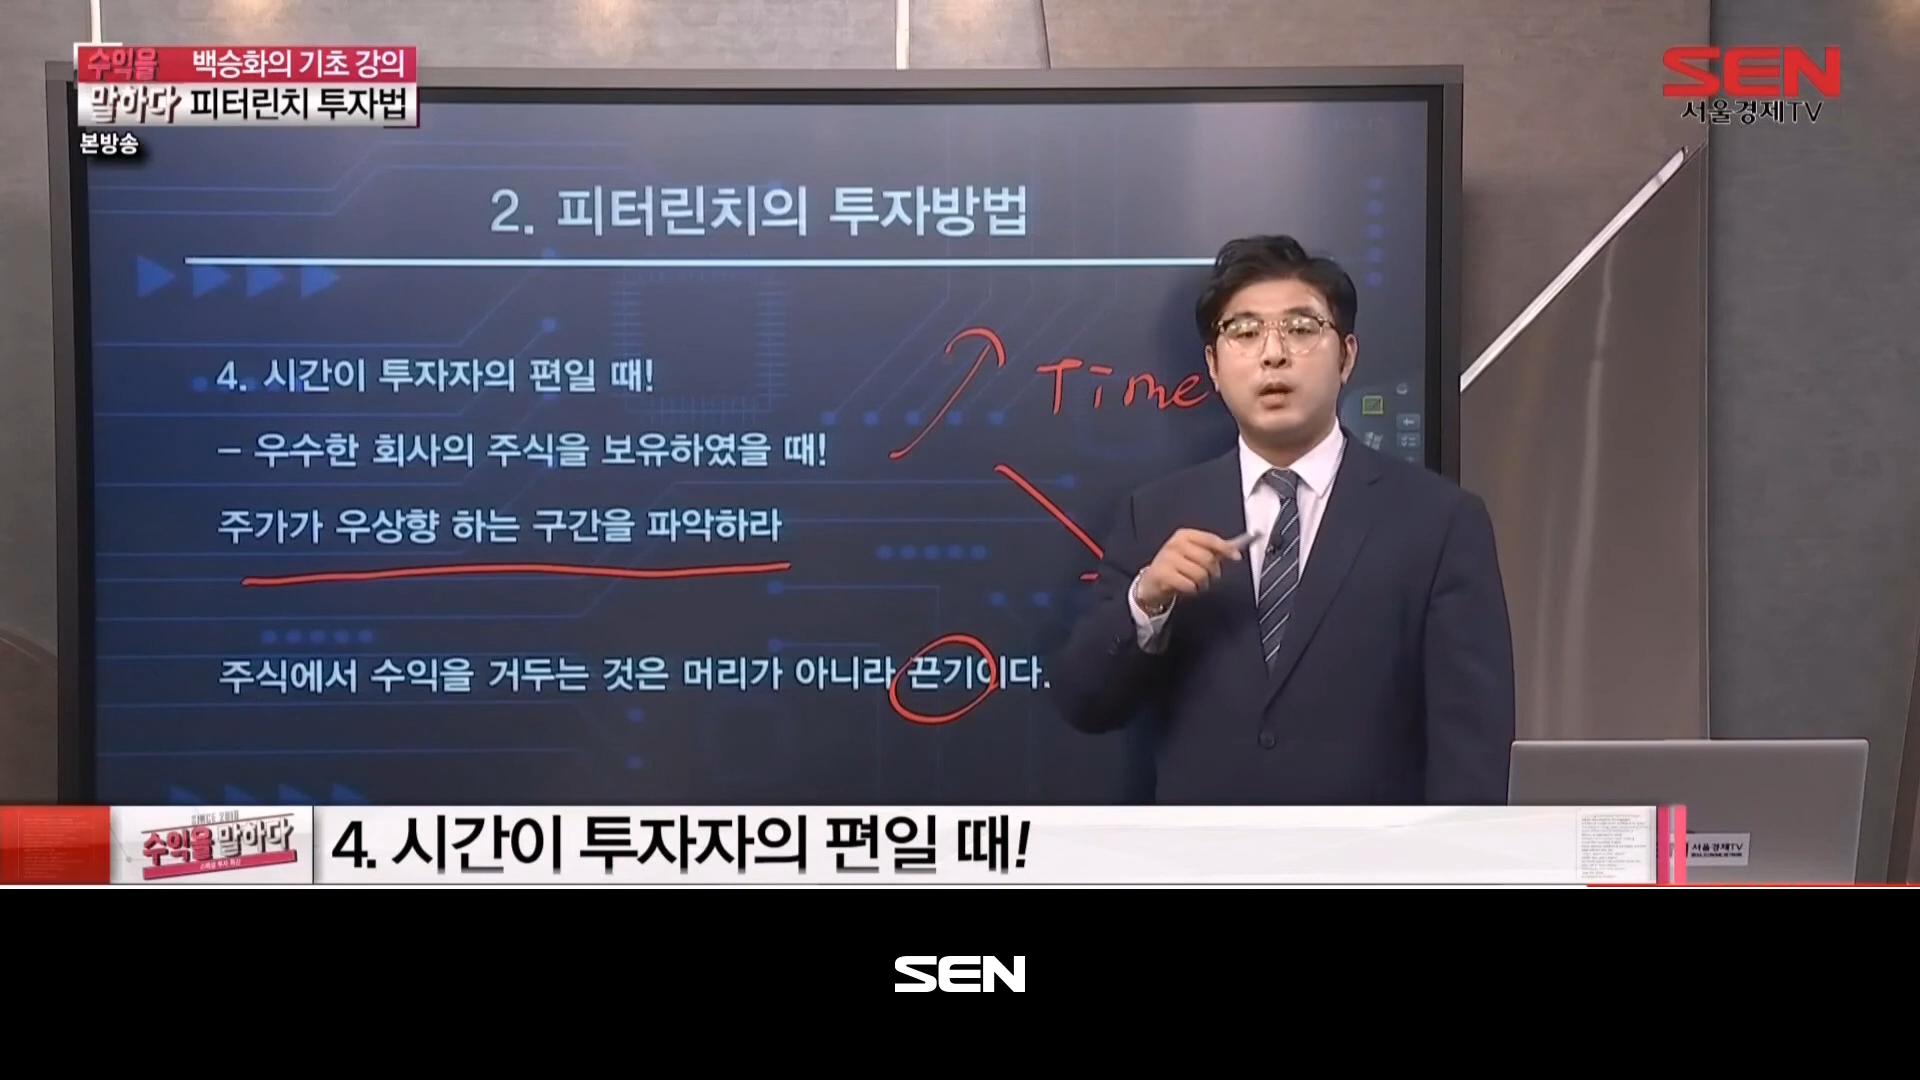 수익을 말하다
백승화의 기초 강의
피터린치 투자법
본방송
SEN
서울경제TV
2. 피터린치의 투자방법
4. 시간이 투자자의 편일 때!
Time
– 우수한 회사의 주식을 보유하였을 때!
주가가 우상향 하는 구간을 파악하라
주식에서 수익을 거두는 것은 머리가 아니라 끈기이다.
SINCE 2010
수익을 말하다
4. 시간이 투자자의 편일 때!
서울경제TV
SEN